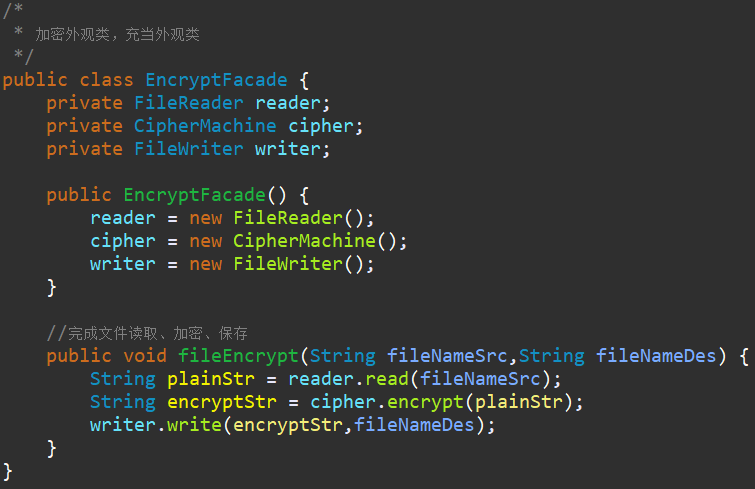 /*
 * 加密外观类，充当外观类
 */
public class EncryptFacade {
    private FileReader reader;
    private CipherMachine cipher;
    private FileWriter writer;

    public EncryptFacade() {
        reader = new FileReader();
        cipher = new CipherMachine();
        writer = new FileWriter();
    }

    //完成文件读取、加密、保存
    public void fileEncrypt(String fileNameSrc,String fileNameDes) {
        String plainStr = reader.read(fileNameSrc);
        String encryptStr = cipher.encrypt(plainStr);
        writer.write(encryptStr,fileNameDes);
    }
}